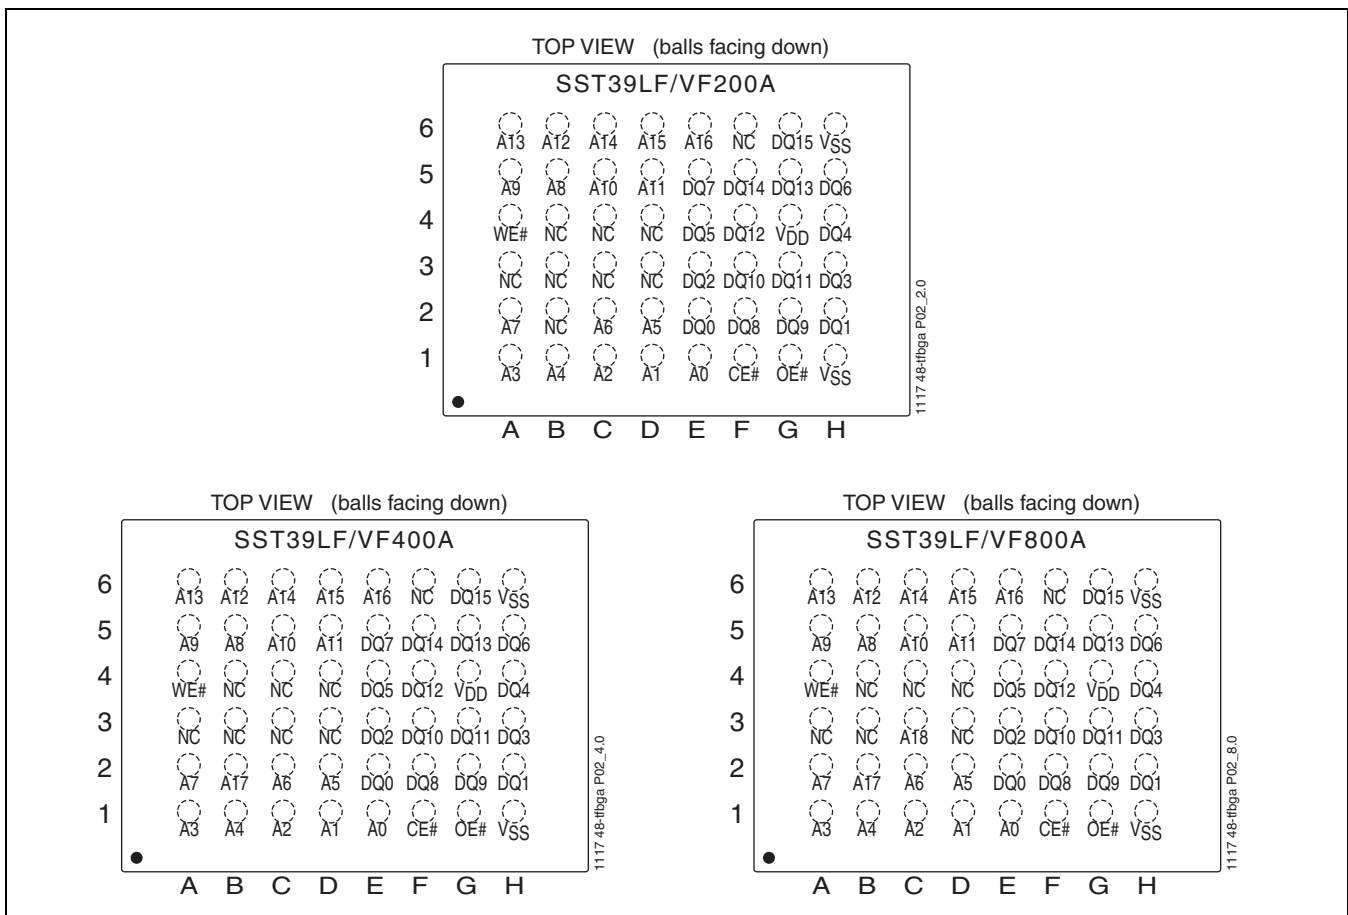 TOP VIEW (balls facing down)
SST39LF/VF200A
6 A13 A12 A14 A15 A16 NC DQ15 VSS
5 A9 A8 A10 A11 DQ7 DQ14 DQ13 DQ6
4 WE# NC NC NC DQ5 DQ12 VDD DQ4
3 NC NC NC NC DQ2 DQ10 DQ11 DQ3
2 A7 NC A6 A5 DQ0 DQ8 DQ9 DQ1
1 A3 A4 A2 A1 A0 CE# OE# VSS
A B C D E F G H
1117 48-tfbga P02_2.0
TOP VIEW (balls facing down)
SST39LF/VF400A
6 A13 A12 A14 A15 A16 NC DQ15 VSS
5 A9 A8 A10 A11 DQ7 DQ14 DQ13 DQ6
4 WE# NC NC NC DQ5 DQ12 VDD DQ4
3 NC NC NC NC DQ2 DQ10 DQ11 DQ3
2 A7 A17 A6 A5 DQ0 DQ8 DQ9 DQ1
1 A3 A4 A2 A1 A0 CE# OE# VSS
A B C D E F G H
1117 48-tfbga P02_4.0
TOP VIEW (balls facing down)
SST39LF/VF800A
6 A13 A12 A14 A15 A16 NC DQ15 VSS
5 A9 A8 A10 A11 DQ7 DQ14 DQ13 DQ6
4 WE# NC NC NC DQ5 DQ12 VDD DQ4
3 NC NC A18 NC DQ2 DQ10 DQ11 DQ3
2 A7 A17 A6 A5 DQ0 DQ8 DQ9 DQ1
1 A3 A4 A2 A1 A0 CE# OE# VSS
A B C D E F G H
1117 48-tfbga P02_8.0